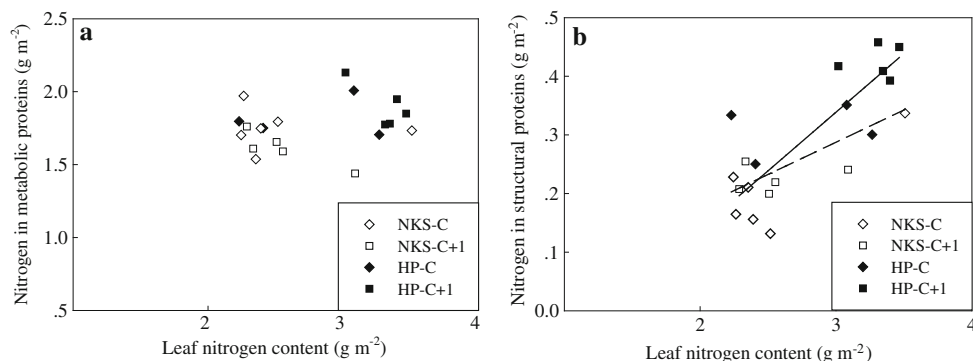 a
Nitrogen in metabolic proteins (g m-2)
2.5
2.0
1.5
1.0
.5
2
3
4
Leaf nitrogen content (g m-2)
NKS-C
NKS-C+1
HP-C
HP-C+1
b
Nitrogen in structural proteins (g m-2)
.5
.4
.3
.2
.1
0.0
2
3
4
Leaf nitrogen content (g m-2)
NKS-C
NKS-C+1
HP-C
HP-C+1